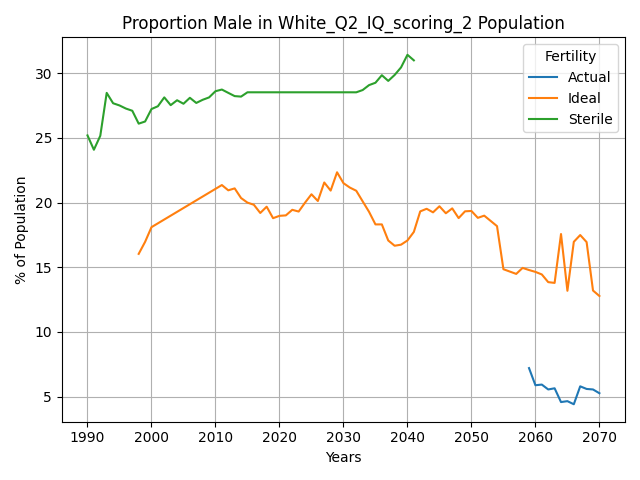 Proportion Male in White_Q2_IQ_scoring_2 Population
Fertility
Actual
Ideal
Sterile
% of Population
30
25
20
15
10
5
1990 2000 2010 2020 2030 2040 2050 2060 2070
Years